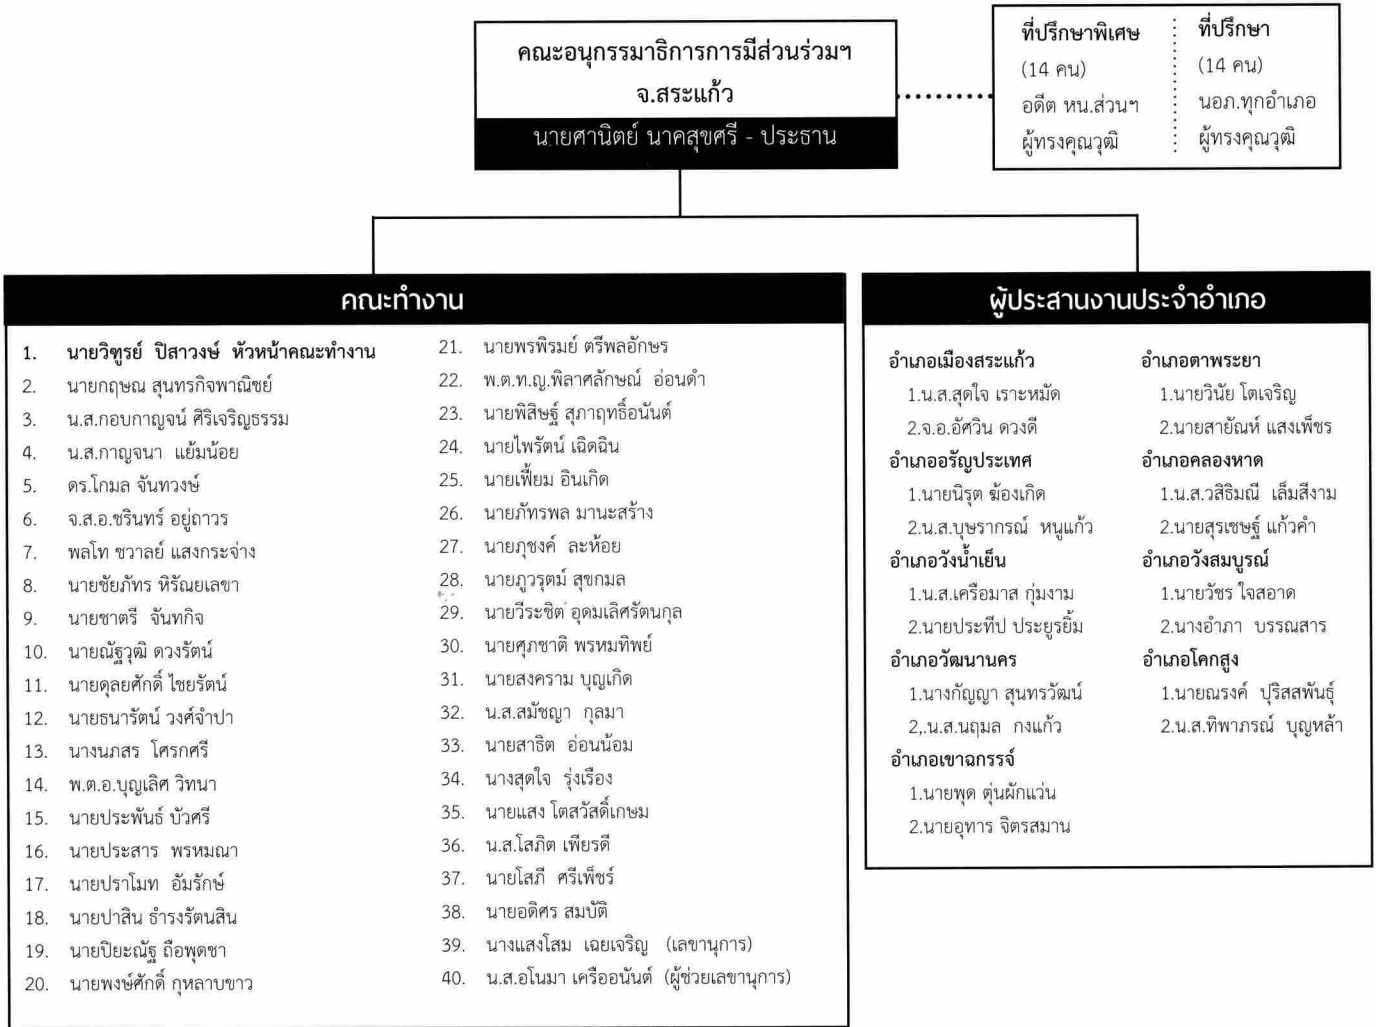 คณะอนุกรรมาธิการการมีส่วนร่วมฯ
จ.สระแก้ว
นายศานิตย์ นาคสุขศรี - ประธาน
ที่ปรึกษาพิเศษ
(14 คน)
อดีต หน.ส่วนฯ
ผู้ทรงคุณวุฒิ
ที่ปรึกษา
(14 คน)
นอภ.ทุกอำเภอ
ผู้ทรงคุณวุฒิ
คณะทำงาน
1. นายวิฑูรย์ ปิสาวงษ์ หัวหน้าคณะทำงาน
2. นายกฤษณ สุนทรกิจพาณิชย์
3. น.ส.กอบกาญจน์ ศิริเจริญธรรม
4. น.ส.กาญจนา แย้มน้อย
5. ดร.โกมล จันทวงษ์
6. จ.ส.อ.ชรินทร์ อยู่ถาวร
7. พลโท ชวาลย์ แสงกระจ่าง
8. นายชัยภัทร หิรัณยเลขา
9. นายชาตรี จันทกิจ
10. นายณัฐวุฒิ ดวงรัตน์
11. นายดุลยศักดิ์ ไชยรัตน์
12. นายธนารัตน์ วงศ์จำปา
13. นางนภสร โศรกศรี
14. พ.ต.อ.บุญเลิศ วิทนา
15. นายประพันธ์ บัวศรี
16. นายประสาร พรหมณา
17. นายปราโมท อัมรักษ์
18. นายปาสิน ธำรงรัตนสิน
19. นายปิยะณัฐ ถือพุดซา
20. นายพงษ์ศักดิ์ กุหลาบขาว
21. นายพรพิรมย์ ตรีพลอักษร
22. พ.ต.ท.ญ.พิลาศลักษณ์ อ่อนดำ
23. นายพิสิษฐ์ สุภาฤทธิ์อนันต์
24. นายไพรัตน์ เฉิดฉิน
25. นายเฟี้ยม อินเกิด
26. นายภัทรพล มานะสร้าง
27. นายภุชงค์ ละห้อย
28. นายภูวรุตม์ สุขกมล
29. นายวีระชิต อุดมเลิศรัตนกุล
30. นายศุภชาติ พรหมทิพย์
31. นายสงคราม บุญเกิด
32. น.ส.สมัชญา กุลมา
33. นายสาธิต อ่อนน้อม
34. นางสุดใจ รุ่งเรือง
35. นายแสง โตสวัสดิ์เกษม
36. น.ส.โสภิต เพียรดี
37. นายโสภี ศรีเพ็ชร์
38. นายอดิศร สมบัติ
39. นางแสงโสม เฉยเจริญ (เลขานุการ)
40. น.ส.อโนมา เครืออนันต์ (ผู้ช่วยเลขานุการ)
ผู้ประสานงานประจำอำเภอ
อำเภอเมืองสระแก้ว
1.น.ส.สุดใจ เราะหมัด
2.จ.อ.อัศวิน ดวงดี
อำเภออรัญประเทศ
1.นายนิรุต ฆ้องเกิด
2.น.ส.บุษรากรณ์ หนูแก้ว
อำเภอวังน้ำเย็น
1.น.ส.เครือมาส กุ่มงาม
2.นายประทีป ประยูรยิ้ม
อำเภอวัฒนานคร
1.นางกัญญา สุนทรวัฒน์
2,.น.ส.นฤมล กงแก้ว
อำเภอเขาฉกรรจ์
1.นายพุด ตุ่นผักแว่น
2.นายอุทาร จิตรสมาน
อำเภอตาพระยา
1.นายวินัย โตเจริญ
2.นายสายัณห์ แสงเพ็ชร
อำเภอคลองหาด
1.น.ส.วสิธิมณี เล็มสีงาม
2.นายสุรเชษฐ์ แก้วคำ
อำเภอวังสมบูรณ์
1.นายวัชร ใจสอาด
2.นางอำภา บรรณสาร
อำเภอโคกสูง
1.นายณรงค์ ปุริสสพันธุ์
2.น.ส.ทิพาภรณ์ บุญหล้า